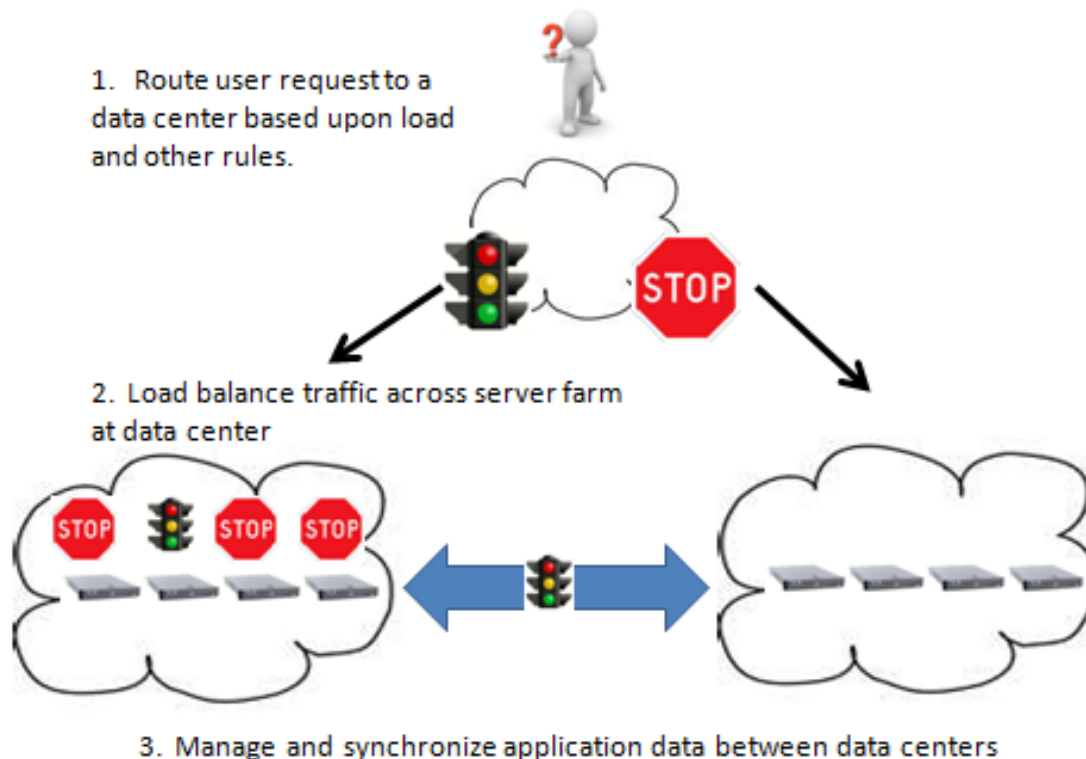 ?
1. Route user request to a
data center based upon load
and other rules.
STOP
2. Load balance traffic across server farm
at data center
STOP
STOP
STOP
3. Manage and synchronize application data between data centers